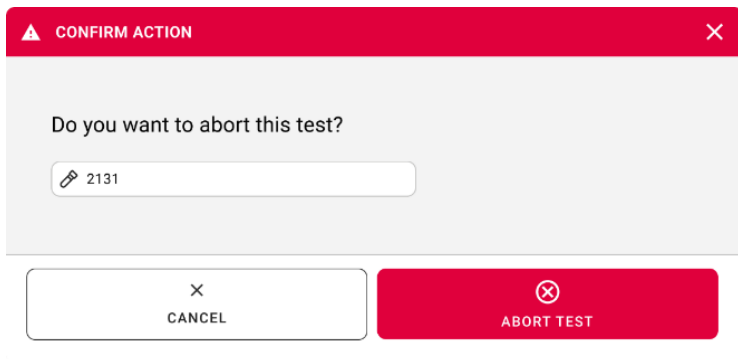 CONFIRM ACTION
Do you want to abort this test?
2131
CANCEL
ABORT TEST